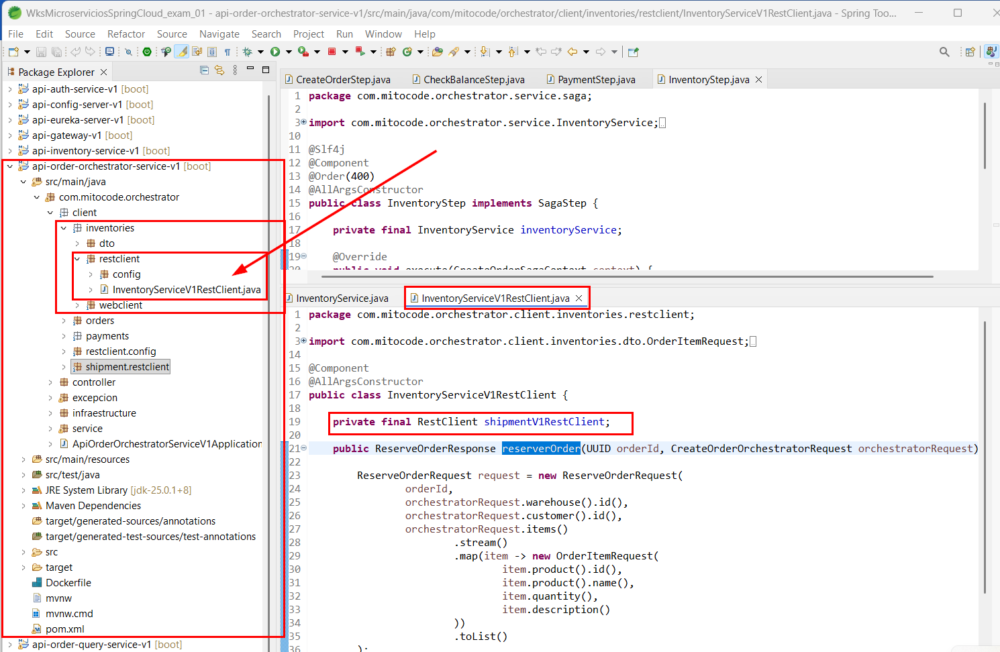 WksMicroserviciosSpringCloud_exam_01 - api-order-orchestrator-service-v1/src/main/java/com/mitocode/orchestrator/client/inventories/restclient/InventoryServiceV1RestClient.java - Spring Too...
File Edit Source Refactor Source Navigate Search Project Run Window Help
Package Explorer
api-auth-service-v1 [boot]
api-config-server-v1 [boot]
api-eureka-server-v1 [boot]
api-gateway-v1 [boot]
api-inventory-service-v1 [boot]
api-order-orchestrator-service-v1 [boot]
src/main/java
com.mitocode.orchestrator
client
inventories
dto
restclient
config
InventoryServiceV1RestClient.java
webclient
orders
payments
restclient.config
shipment.restclient
controller
excepcion
infraestructure
service
ApiOrderOrchestratorServiceV1Application
src/main/resources
src/test/java
JRE System Library [jdk-25.0.1+8]
Maven Dependencies
target/generated-sources/annotations
target/generated-test-sources/test-annotations
src
target
Dockerfile
mvnw
mvnw.cmd
pom.xml
api-order-query-service-v1 [boot]
CreateOrderStep.java CheckBalanceStep.java PaymentStep.java InventoryStep.java
1 package com.mitocode.orchestrator.service.saga;
2
3 import com.mitocode.orchestrator.service.InventoryService;
10
11 @Slf4j
12 @Component
13 @Order(400)
14 @AllArgsConstructor
15 public class InventoryStep implements SagaStep {
16
17 private final InventoryService inventoryService;
18
19 @Override
20 public void execute(CreateOrderSagaContext context) {
InventoryService.java InventoryServiceV1RestClient.java
1 package com.mitocode.orchestrator.client.inventories.restclient;
2
3 import com.mitocode.orchestrator.client.inventories.dto.OrderItemRequest;
14
15 @Component
16 @AllArgsConstructor
17 public class InventoryServiceV1RestClient {
18
19 private final RestClient shipmentV1RestClient;
20
21 public ReserveOrderResponse reserverOrder(UUID orderId, CreateOrderOrchestratorRequest orchestratorRequest)
22
23 ReserveOrderRequest request = new ReserveOrderRequest(
24 orderId,
25 orchestratorRequest.warehouse().id(),
26 orchestratorRequest.customer().id(),
27 orchestratorRequest.items()
28 .stream()
29 .map(item -> new OrderItemRequest(
30 item.product().id(),
31 item.product().name(),
32 item.quantity(),
33 item.description()
34 ))
35 .toList()
36 );